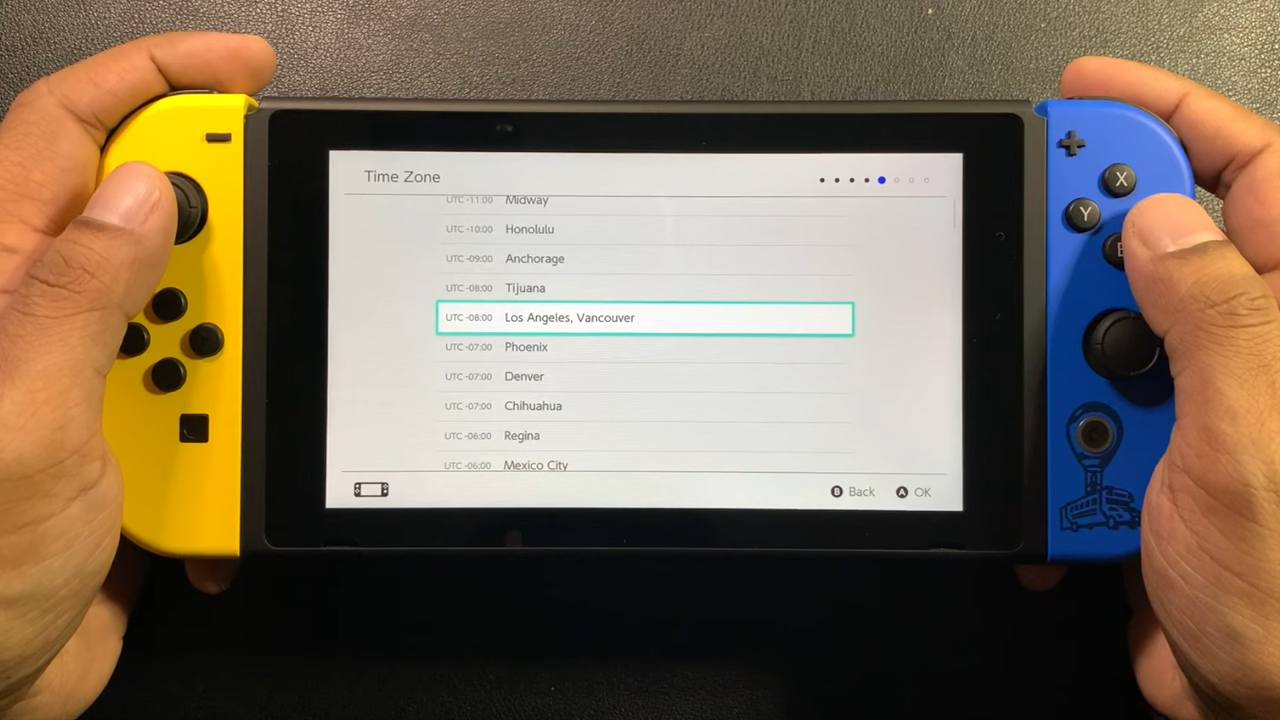 Time Zone
UTC -11:00 Midway
UTC -10:00 Honolulu
UTC -09:00 Anchorage
UTC -08:00 Tijuana
UTC -08:00 Los Angeles, Vancouver
UTC -07:00 Phoenix
UTC -07:00 Denver
UTC -07:00 Chihuahua
UTC -06:00 Regina
UTC -06:00 Mexico City
B Back A OK
X
Y
B